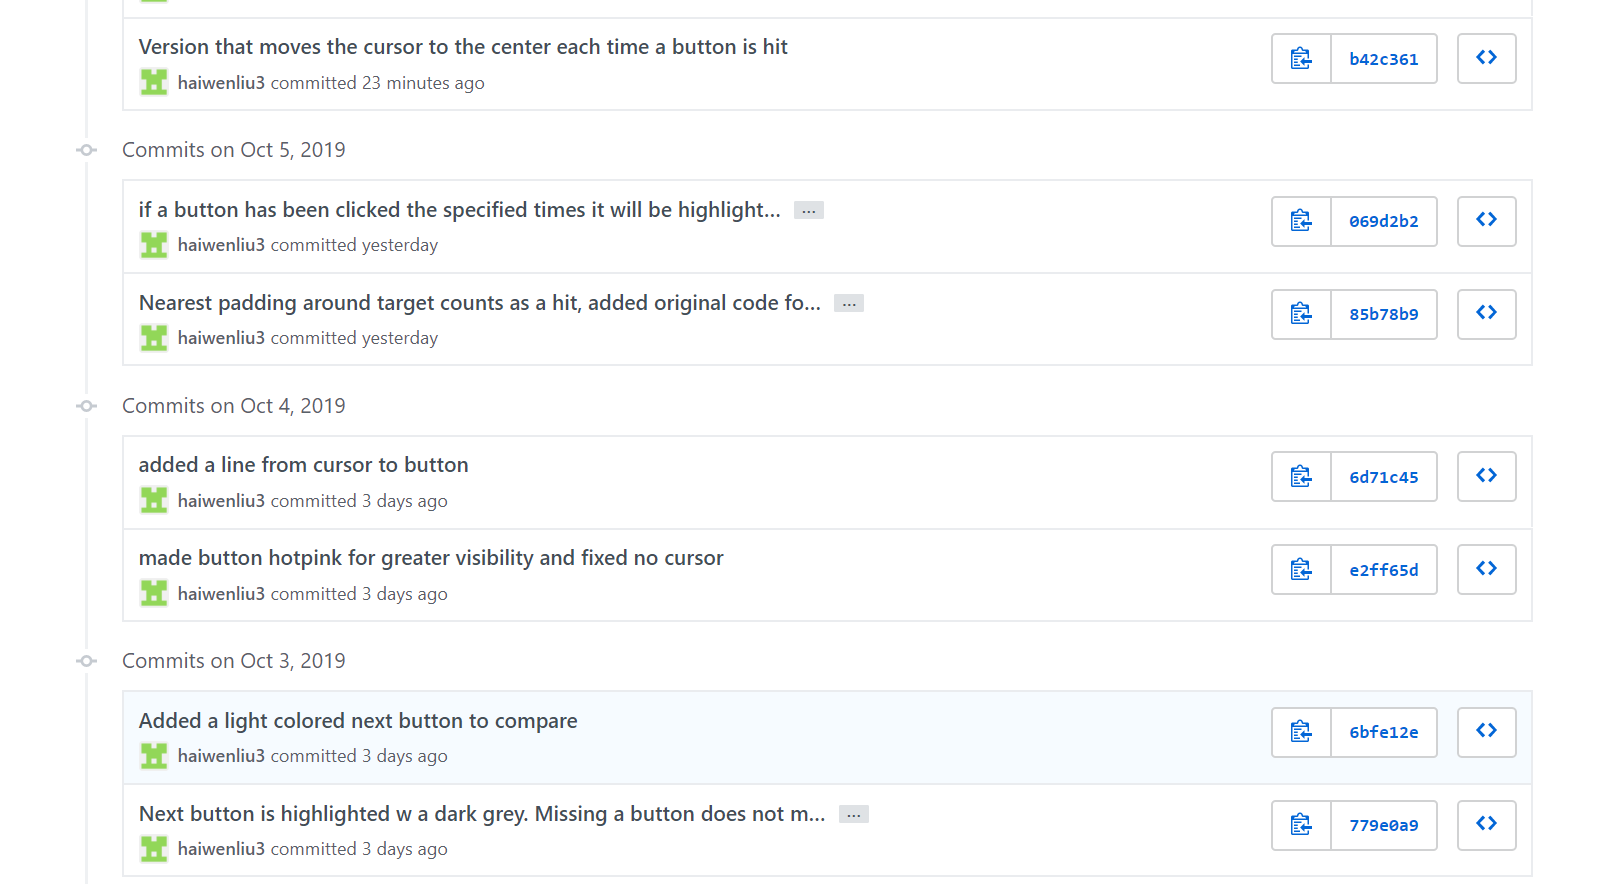 Version that moves the cursor to the center each time a button is hit
haiwenliu3 committed 23 minutes ago
b42c361
Commits on Oct 5, 2019
if a button has been clicked the specified times it will be highlight… …
haiwenliu3 committed yesterday
069d2b2
Nearest padding around target counts as a hit, added original code fo… …
haiwenliu3 committed yesterday
85b78b9
Commits on Oct 4, 2019
added a line from cursor to button
haiwenliu3 committed 3 days ago
6d71c45
made button hotpink for greater visibility and fixed no cursor
haiwenliu3 committed 3 days ago
e2ff65d
Commits on Oct 3, 2019
Added a light colored next button to compare
haiwenliu3 committed 3 days ago
6bfe12e
Next button is highlighted w a dark grey. Missing a button does not m… …
haiwenliu3 committed 3 days ago
779e0a9